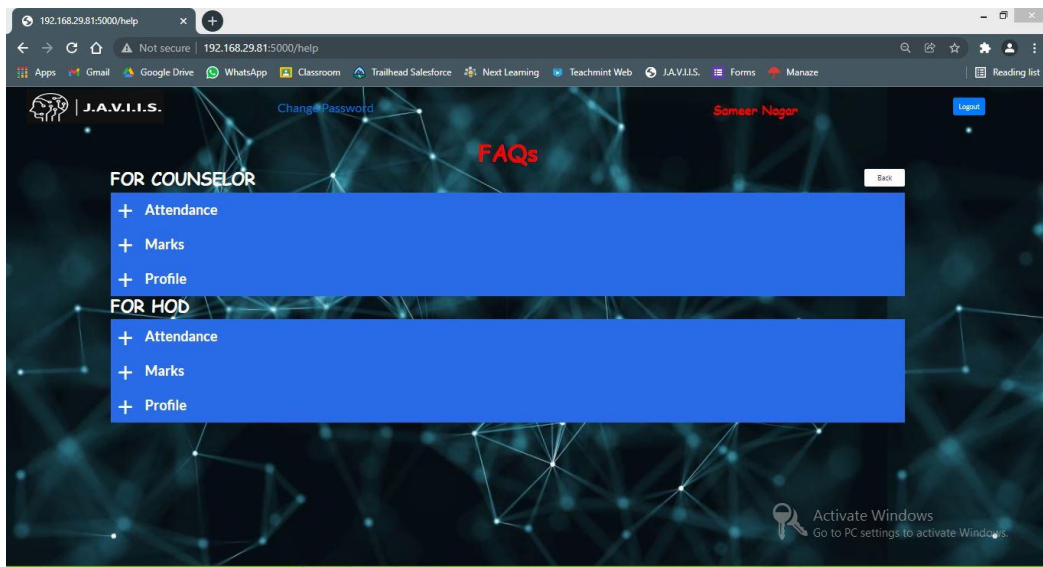 192.168.29.81:5000/help
Not secure | 192.168.29.81:5000/help
Apps Gmail Google Drive WhatsApp Classroom Trailhead Salesforce Next Learning Teachmint Web J.A.V.I.I.S. Forms Manaze Reading list
J.A.V.I.I.S. Change Password Sameer Nagar Logout
FAQs
FOR COUNSELOR Back
+ Attendance
+ Marks
+ Profile
FOR HOD
+ Attendance
+ Marks
+ Profile
Activate Windows
Go to PC settings to activate Windows.